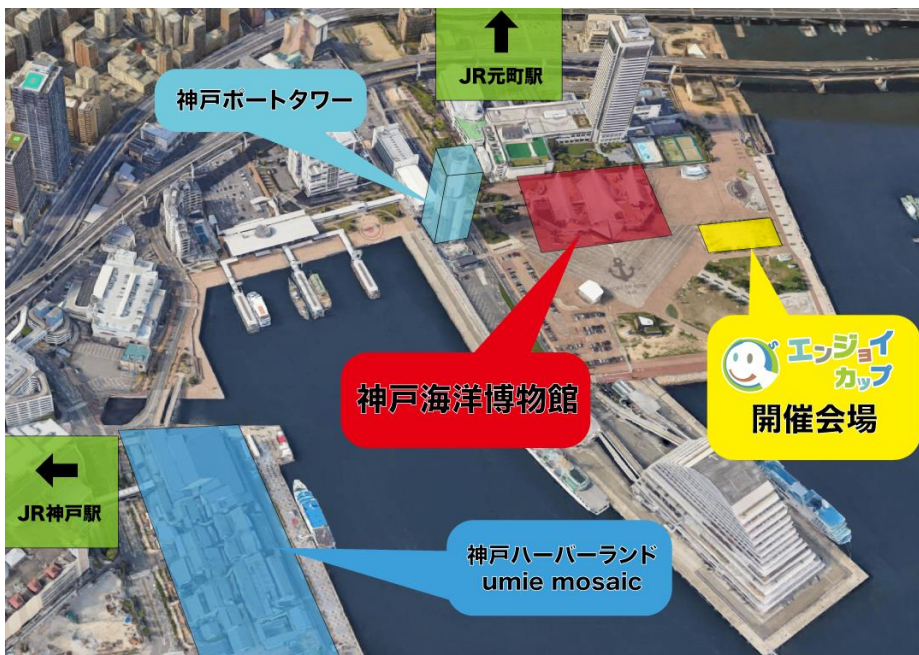 JR元町駅
神戸ポートタワー
神戸海洋博物館
エンジョイ
カップ
開催会場
JR神戸駅
神戸ハーバーランド
umie mosaic